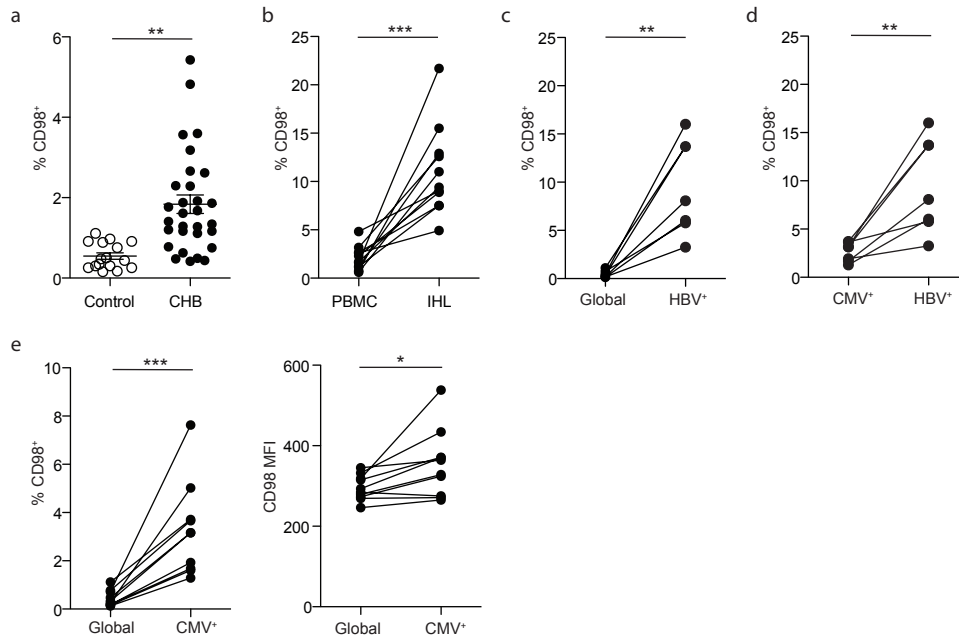 a
**
% CD98⁺
6
4
2
0
Control CHB
b
***
% CD98⁺
25
20
15
10
5
0
PBMC IHL
c
**
% CD98⁺
25
20
15
10
5
0
Global HBV⁺
d
**
% CD98⁺
25
20
15
10
5
0
CMV⁺ HBV⁺
e
***
% CD98⁺
10
8
6
4
2
0
Global CMV⁺
*
CD98 MFI
600
400
200
0
Global CMV⁺